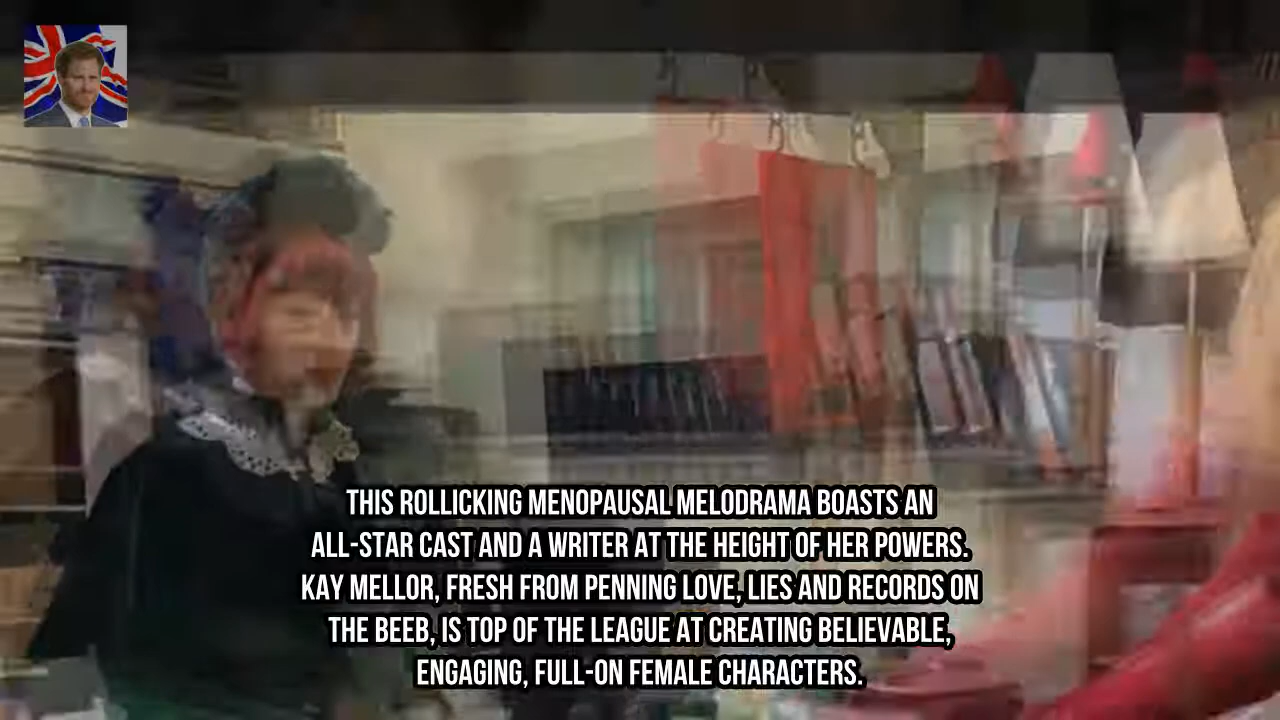 THIS ROLLICKING MENOPAUSAL MELODRAMA BOASTS AN
ALL-STAR CAST AND A WRITER AT THE HEIGHT OF HER POWERS.
KAY MELLOR, FRESH FROM PENNING LOVE, LIES AND RECORDS ON
THE BEEB, IS TOP OF THE LEAGUE AT CREATING BELIEVABLE,
ENGAGING, FULL-ON FEMALE CHARACTERS.